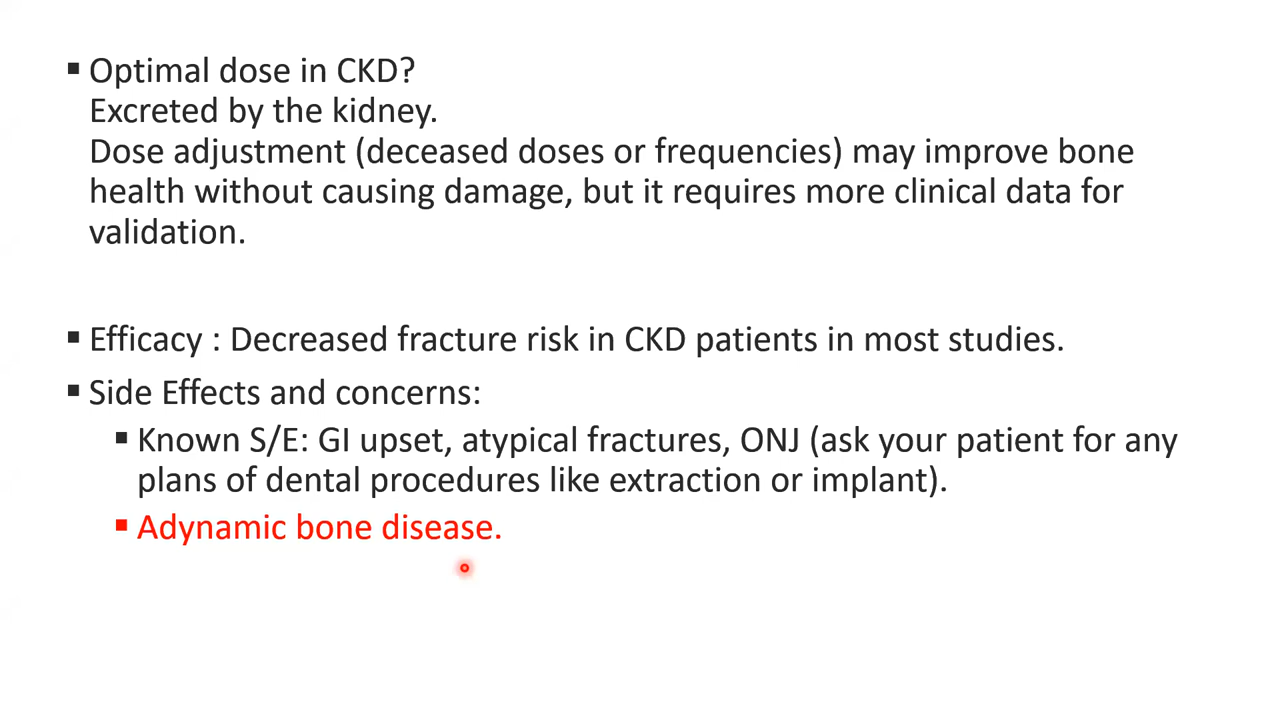 ▪ Optimal dose in CKD?
Excreted by the kidney.
Dose adjustment (deceased doses or frequencies) may improve bone
health without causing damage, but it requires more clinical data for
validation.
▪ Efficacy : Decreased fracture risk in CKD patients in most studies.
▪ Side Effects and concerns:
▪ Known S/E: GI upset, atypical fractures, ONJ (ask your patient for any
plans of dental procedures like extraction or implant).
▪ Adynamic bone disease.